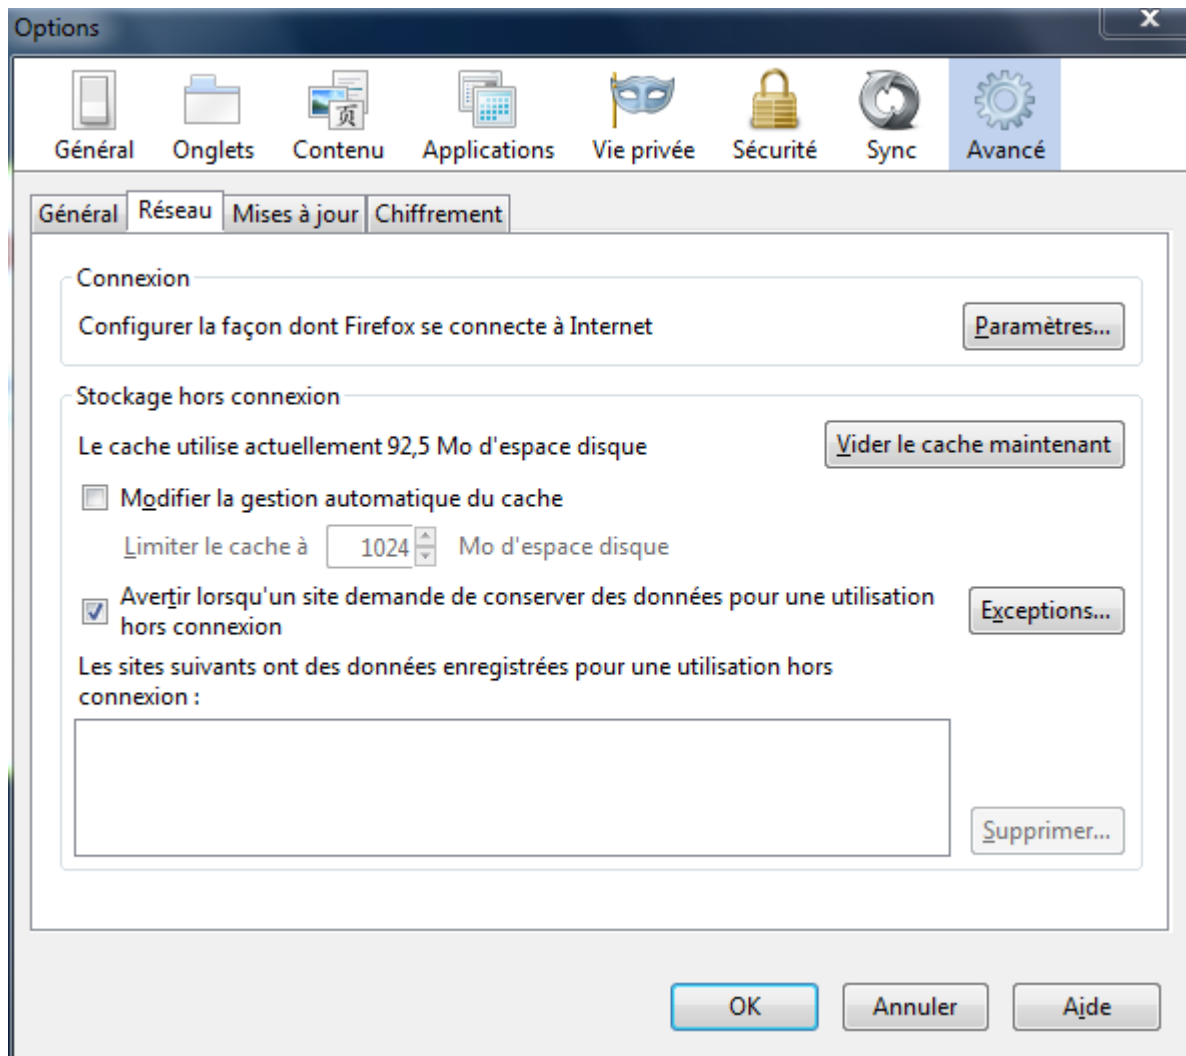 Options
X
页
Général Onglets Contenu Applications Vie privée Sécurité Sync Avancé
Général Réseau Mises à jour Chiffrement
Connexion
Configurer la façon dont Firefox se connecte à Internet Paramètres...
Stockage hors connexion
Le cache utilise actuellement 92,5 Mo d'espace disque Vider le cache maintenant
Modifier la gestion automatique du cache
Limiter le cache à 1024 Mo d'espace disque
Avertir lorsqu'un site demande de conserver des données pour une utilisation
hors connexion Exceptions...
Les sites suivants ont des données enregistrées pour une utilisation hors
connexion :
Supprimer...
OK Annuler Aide